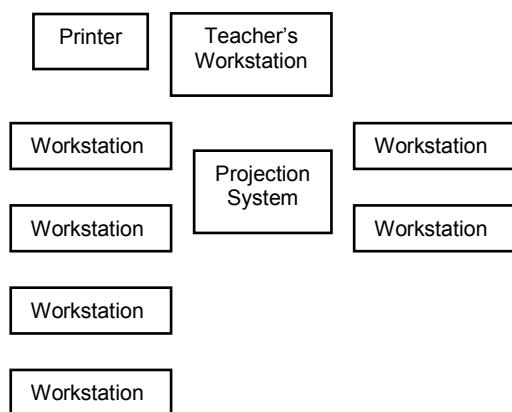 Printer
Teacher’s
Workstation
Workstation
Projection
System
Workstation
Workstation
Workstation
Workstation
Workstation